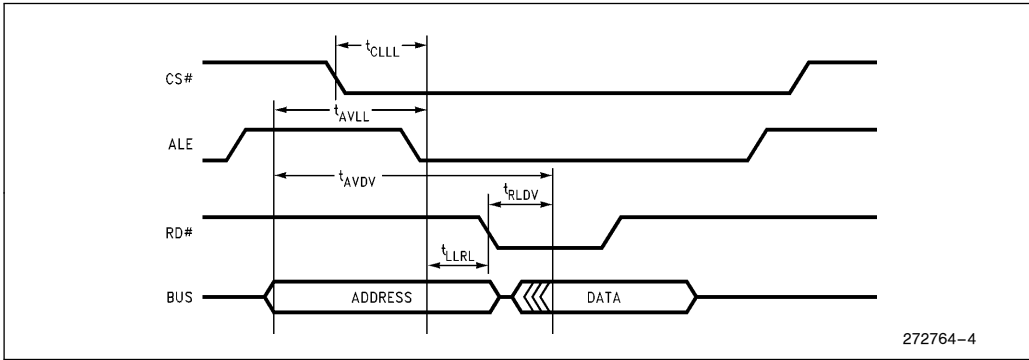 tCLLL
CS#
tAVLL
ALE
tAVDV
tRLDV
RD#
tLLRL
BUS
ADDRESS
DATA
272764–4